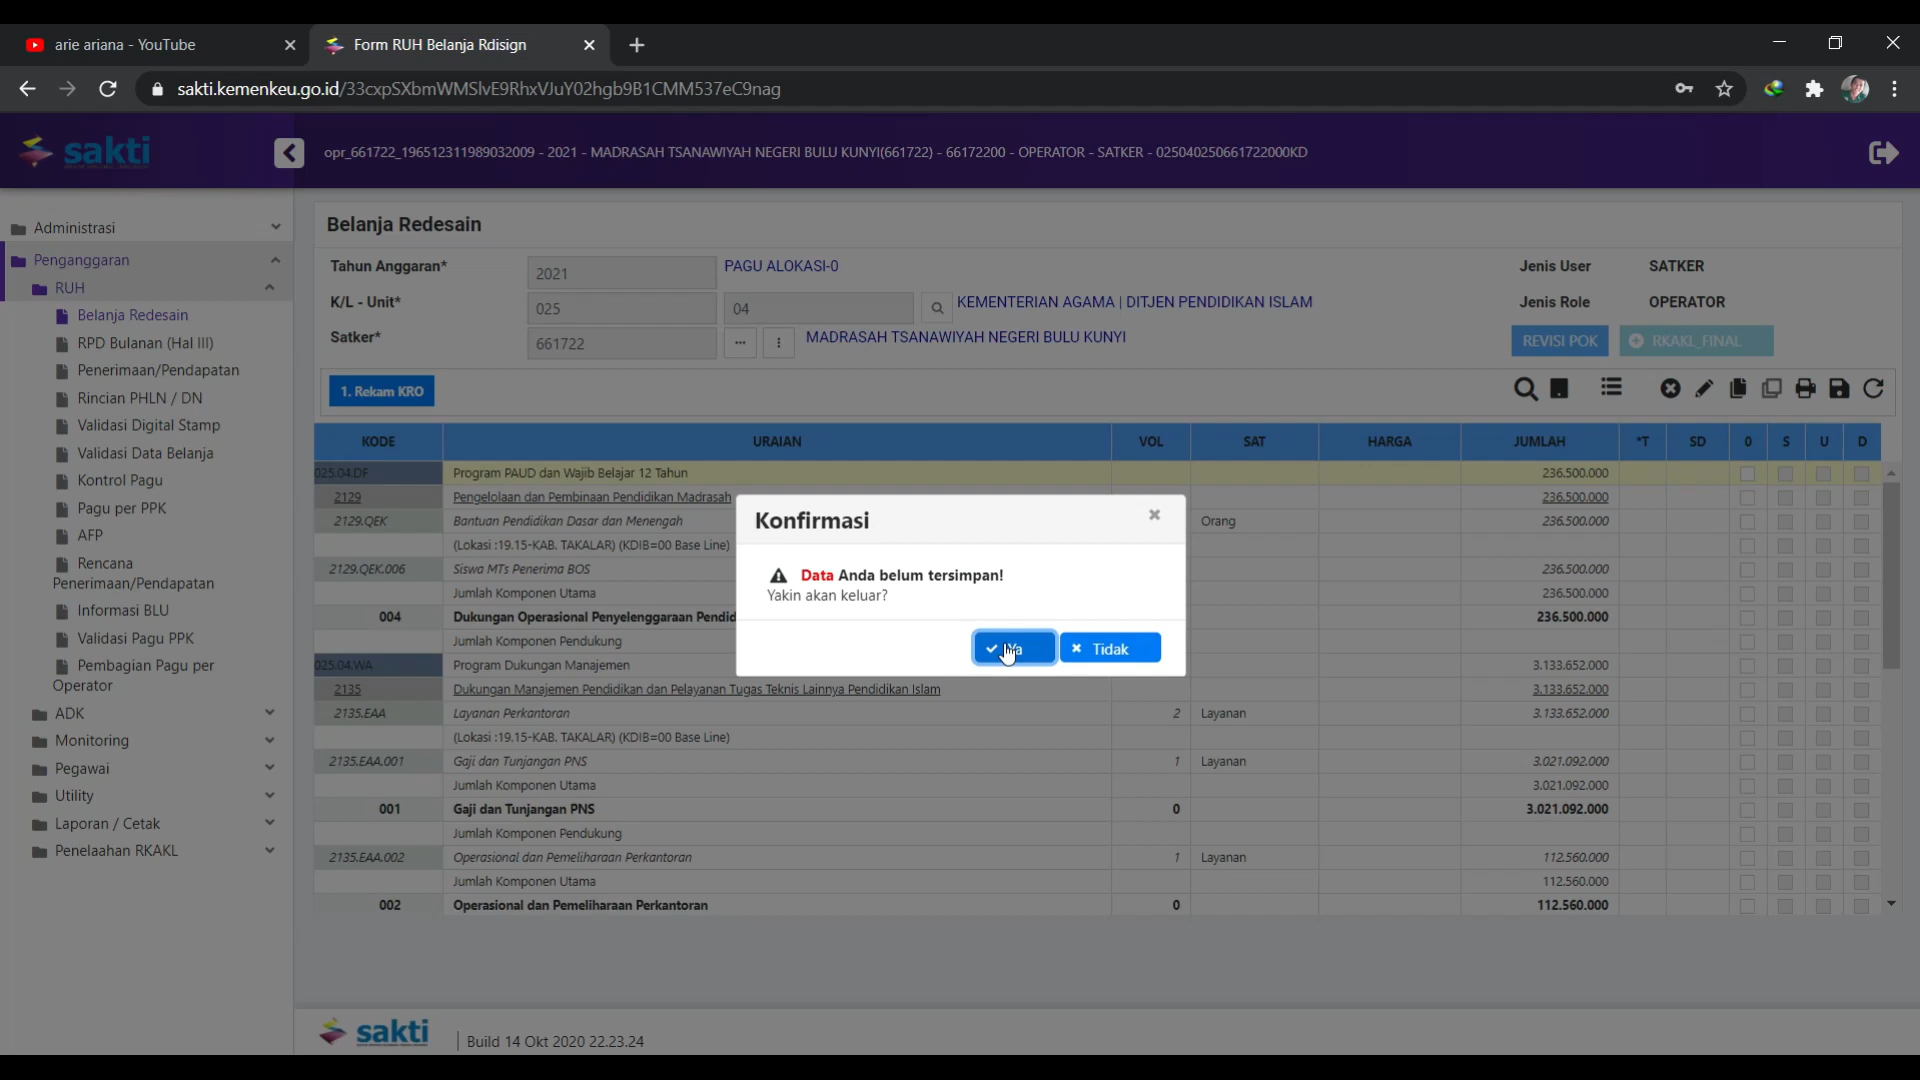 arie ariana - YouTube
Form RUH Belanja Rdisign
sakti.kemenkeu.go.id/33cxpSXbmWMSlvE9RhxVJuY02hgb9B1CMM537eC9nag
sakti
opr_661722_196512311989032009 - 2021 - MADRASAH TSANAWIYAH NEGERI BULU KUNYI(661722) - 66172200 - OPERATOR - SATKER - 025040250661722000KD
Administrasi
Penganggaran
RUH
Belanja Redesain
RPD Bulanan (Hal III)
Penerimaan/Pendapatan
Rincian PHLN / DN
Validasi Digital Stamp
Validasi Data Belanja
Kontrol Pagu
Pagu per PPK
AFP
Rencana
Penerimaan/Pendapatan
Informasi BLU
Validasi Pagu PPK
Pembagian Pagu per
Operator
ADK
Monitoring
Pegawai
Utility
Laporan / Cetak
Penelaahan RKAKL
Belanja Redesain
Tahun Anggaran* 2021 PAGU ALOKASI-0 Jenis User SATKER
K/L - Unit* 025 04 KEMENTERIAN AGAMA | DITJEN PENDIDIKAN ISLAM Jenis Role OPERATOR
Satker* 661722 ... MADRASAH TSANAWIYAH NEGERI BULU KUNYI REVISI POK RKAKL_FINAL
1. Rekam KRO
KODE URAIAN VOL SAT HARGA JUMLAH *T SD 0 S U D
025.04.DF Program PAUD dan Wajib Belajar 12 Tahun 236.500.000
2129 Pengelolaan dan Pembinaan Pendidikan Madrasah 236.500.000
2129.QEK Bantuan Pendidikan Dasar dan Menengah Orang 236.500.000
(Lokasi :19.15-KAB. TAKALAR) (KDIB=00 Base Line)
2129.QEK.006 Siswa MTs Penerima BOS 236.500.000
Jumlah Komponen Utama 236.500.000
004 Dukungan Operasional Penyelenggaraan Pendid 236.500.000
Jumlah Komponen Pendukung
025.04.WA Program Dukungan Manajemen 3.133.652.000
2135 Dukungan Manajemen Pendidikan dan Pelayanan Tugas Teknis Lainnya Pendidikan Islam 3.133.652.000
2135.EAA Layanan Perkantoran 2 Layanan 3.133.652.000
(Lokasi :19.15-KAB. TAKALAR) (KDIB=00 Base Line)
2135.EAA.001 Gaji dan Tunjangan PNS 1 Layanan 3.021.092.000
Jumlah Komponen Utama 3.021.092.000
001 Gaji dan Tunjangan PNS 0 3.021.092.000
Jumlah Komponen Pendukung
2135.EAA.002 Operasional dan Pemeliharaan Perkantoran 1 Layanan 112.560.000
Jumlah Komponen Utama 112.560.000
002 Operasional dan Pemeliharaan Perkantoran 0 112.560.000
Konfirmasi
Data Anda belum tersimpan!
Yakin akan keluar?
Ya Tidak
sakti Build 14 Okt 2020 22.23.24